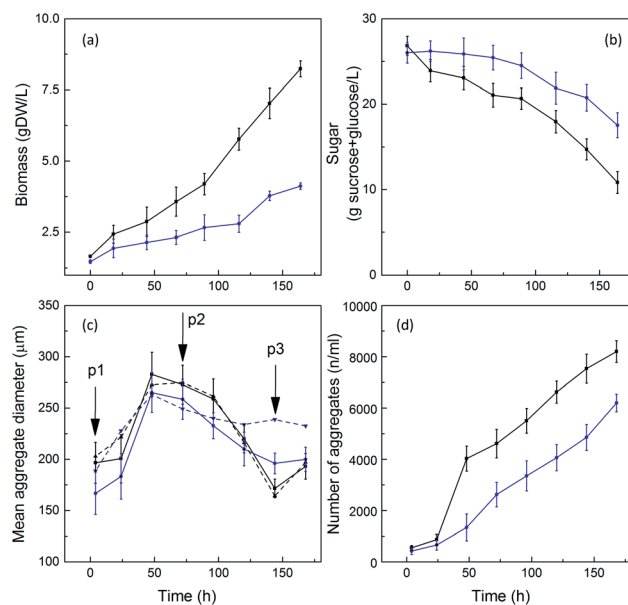 (a)
10.0
7.5
5.0
2.5
Biomass (gDW/L)
0
50
100
150
Time (h)
(b)
30
20
10
0
Sugar
(g sucrose+glucose/L)
0
50
100
150
Time (h)
(c)
p1
p2
p3
350
300
250
200
150
100
Mean aggregate diameter (μm)
0
50
100
150
Time (h)
(d)
8000
6000
4000
2000
0
Number of aggregates (n/ml)
0
50
100
150
Time (h)